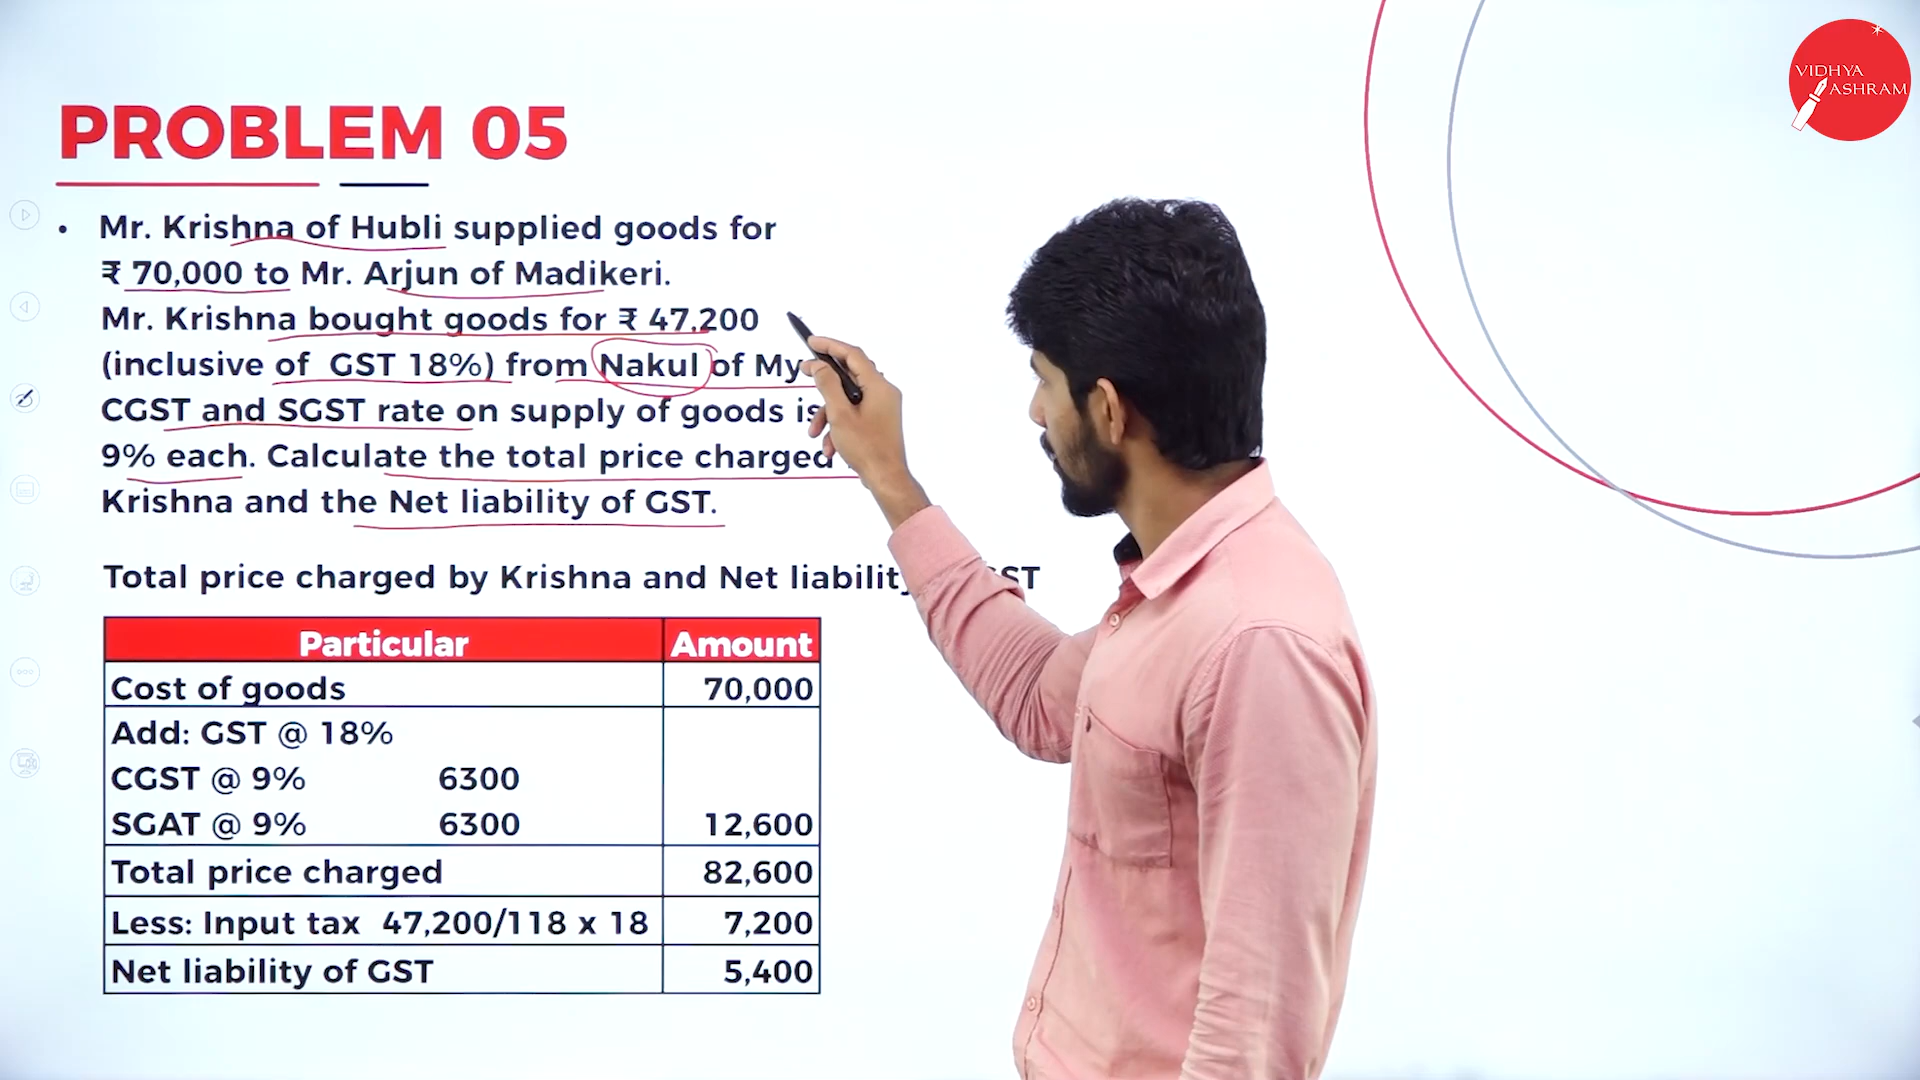 VIDHYA
ASHRAM
PROBLEM 05
• Mr. Krishna of Hubli supplied goods for
₹ 70,000 to Mr. Arjun of Madikeri.
Mr. Krishna bought goods for ₹ 47,200
(inclusive of GST 18%) from Nakul of My
CGST and SGST rate on supply of goods is
9% each. Calculate the total price charged
Krishna and the Net liability of GST.
Total price charged by Krishna and Net liability ST
Particular Amount
Cost of goods 70,000
Add: GST @ 18%
CGST @ 9% 6300
SGAT @ 9% 6300 12,600
Total price charged 82,600
Less: Input tax 47,200/118 x 18 7,200
Net liability of GST 5,400